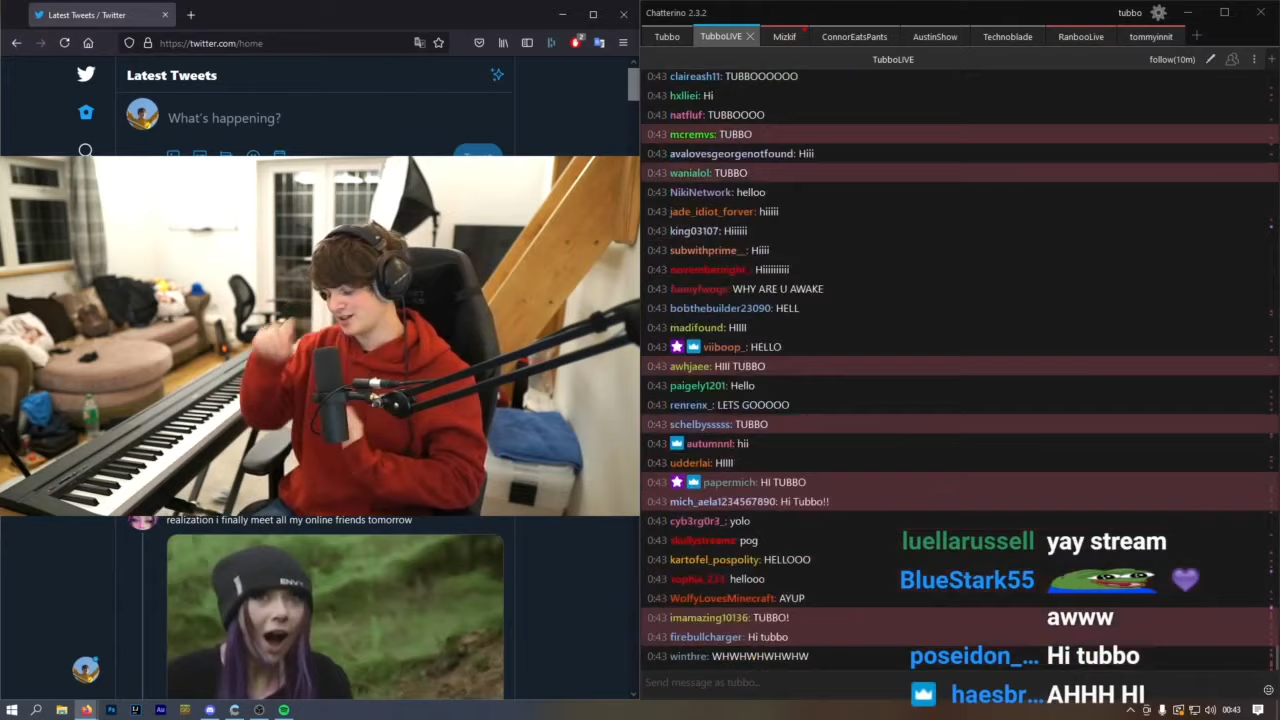 Latest Tweets / Twitter
https://twitter.com/home
2
Latest Tweets
What's happening?
realization i finally meet all my online friends tomorrow
ENVY
Chatterino 2.3.2
tubbo
Tubbo
TubboLIVE
Mizkif
ConnorEatsPants
AustinShow
Technoblade
RanbooLive
tommyinnit
TubboLIVE
follow(10m)
0:43 claireash11: TUBBOOOOOO
0:43 hxlliei: Hi
0:43 natfluf: TUBBOOOO
0:43 mcremvs: TUBBO
0:43 avalovesgeorgenotfound: Hiii
0:43 wanialol: TUBBO
0:43 NikiNetwork: helloo
0:43 jade_idiot_forver: hiiiii
0:43 king03107: Hiiiiii
0:43 subwithprime__: Hiiii
0:43 novembernight_: Hiiiiiiiiii
0:43 funnyfwogs: WHY ARE U AWAKE
0:43 bobthebuilder23090: HELL
0:43 madifound: HIIII
0:43 viiboop_: HELLO
0:43 awhjaee: HIII TUBBO
0:43 paigely1201: Hello
0:43 renrenx_: LETS GOOOOO
0:43 schelbysssss: TUBBO
0:43 autumnnl: hii
0:43 udderlai: HIIII
0:43 papermich: HI TUBBO
0:43 mich_aela1234567890: Hi Tubbo!!
0:43 cyb3rg0r3_: yolo
0:43 skullystreamz: pog
0:43 kartofel_pospolity: HELLOOO
0:43 sophia_233: hellooo
0:43 WolfyLovesMinecraft: AYUP
0:43 imamazing10136: TUBBO!
0:43 firebullcharger: Hi tubbo
0:43 winthre: WHWHWHWHWHW
Send message as tubbo...
luellarussell yay stream
BlueStark55
awww
poseidon_... Hi tubbo
haesbr... AHHH HI
00:43